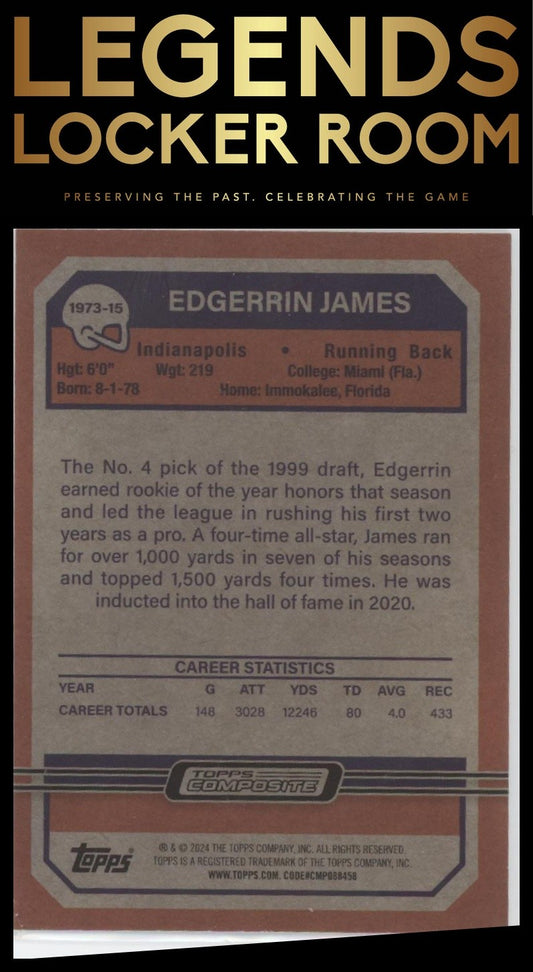 LEGENDS
LOCKER ROOM
PRESERVING THE PAST. CELEBRATING THE GAME
1973-15
EDGERRIN JAMES
Indianapolis • Running Back
Hgt: 6'0" Wgt: 219 College: Miami (Fla.)
Born: 8-1-78 Home: Immokalee, Florida
The No. 4 pick of the 1999 draft, Edgerrin
earned rookie of the year honors that season
and led the league in rushing his first two
years as a pro. A four-time all-star, James ran
for over 1,000 yards in seven of his seasons
and topped 1,500 yards four times. He was
inducted into the hall of fame in 2020.
CAREER STATISTICS
YEAR G ATT YDS TD AVG REC
CAREER TOTALS 148 3028 12246 80 4.0 433
TOPPS
COMPOSITE
Topps®
® & © 2024 THE TOPPS COMPANY, INC. ALL RIGHTS RESERVED.
TOPPS IS A REGISTERED TRADEMARK OF THE TOPPS COMPANY, INC.
WWW.TOPPS.COM. CODE#CMP088458